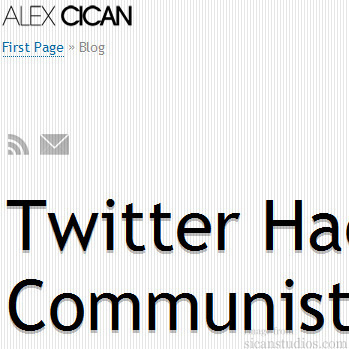 ALEX CICAN
First Page » Blog
Twitter Ha
Communist
sicanstudios.com